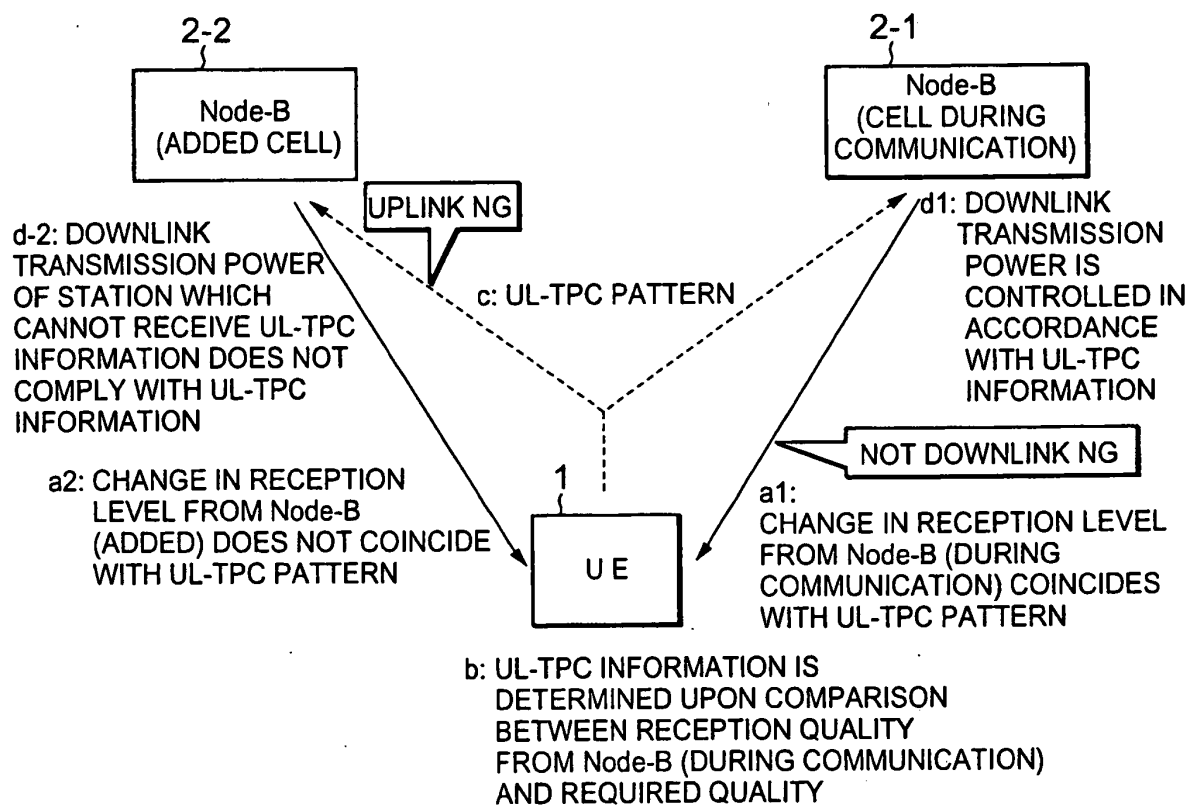 2-2
2-1
Node-B
(ADDED CELL)
Node-B
(CELL DURING
COMMUNICATION)
UPLINK NG
d-2: DOWNLINK
TRANSMISSION POWER
OF STATION WHICH
CANNOT RECEIVE UL-TPC
INFORMATION DOES NOT
COMPLY WITH UL-TPC
INFORMATION
c: UL-TPC PATTERN
d1: DOWNLINK
TRANSMISSION
POWER IS
CONTROLLED IN
ACCORDANCE
WITH UL-TPC
INFORMATION
NOT DOWNLINK NG
a2: CHANGE IN RECEPTION
LEVEL FROM Node-B
(ADDED) DOES NOT COINCIDE
WITH UL-TPC PATTERN
1
UE
a1:
CHANGE IN RECEPTION LEVEL
FROM Node-B (DURING
COMMUNICATION) COINCIDES
WITH UL-TPC PATTERN
b: UL-TPC INFORMATION IS
DETERMINED UPON COMPARISON
BETWEEN RECEPTION QUALITY
FROM Node-B (DURING COMMUNICATION)
AND REQUIRED QUALITY